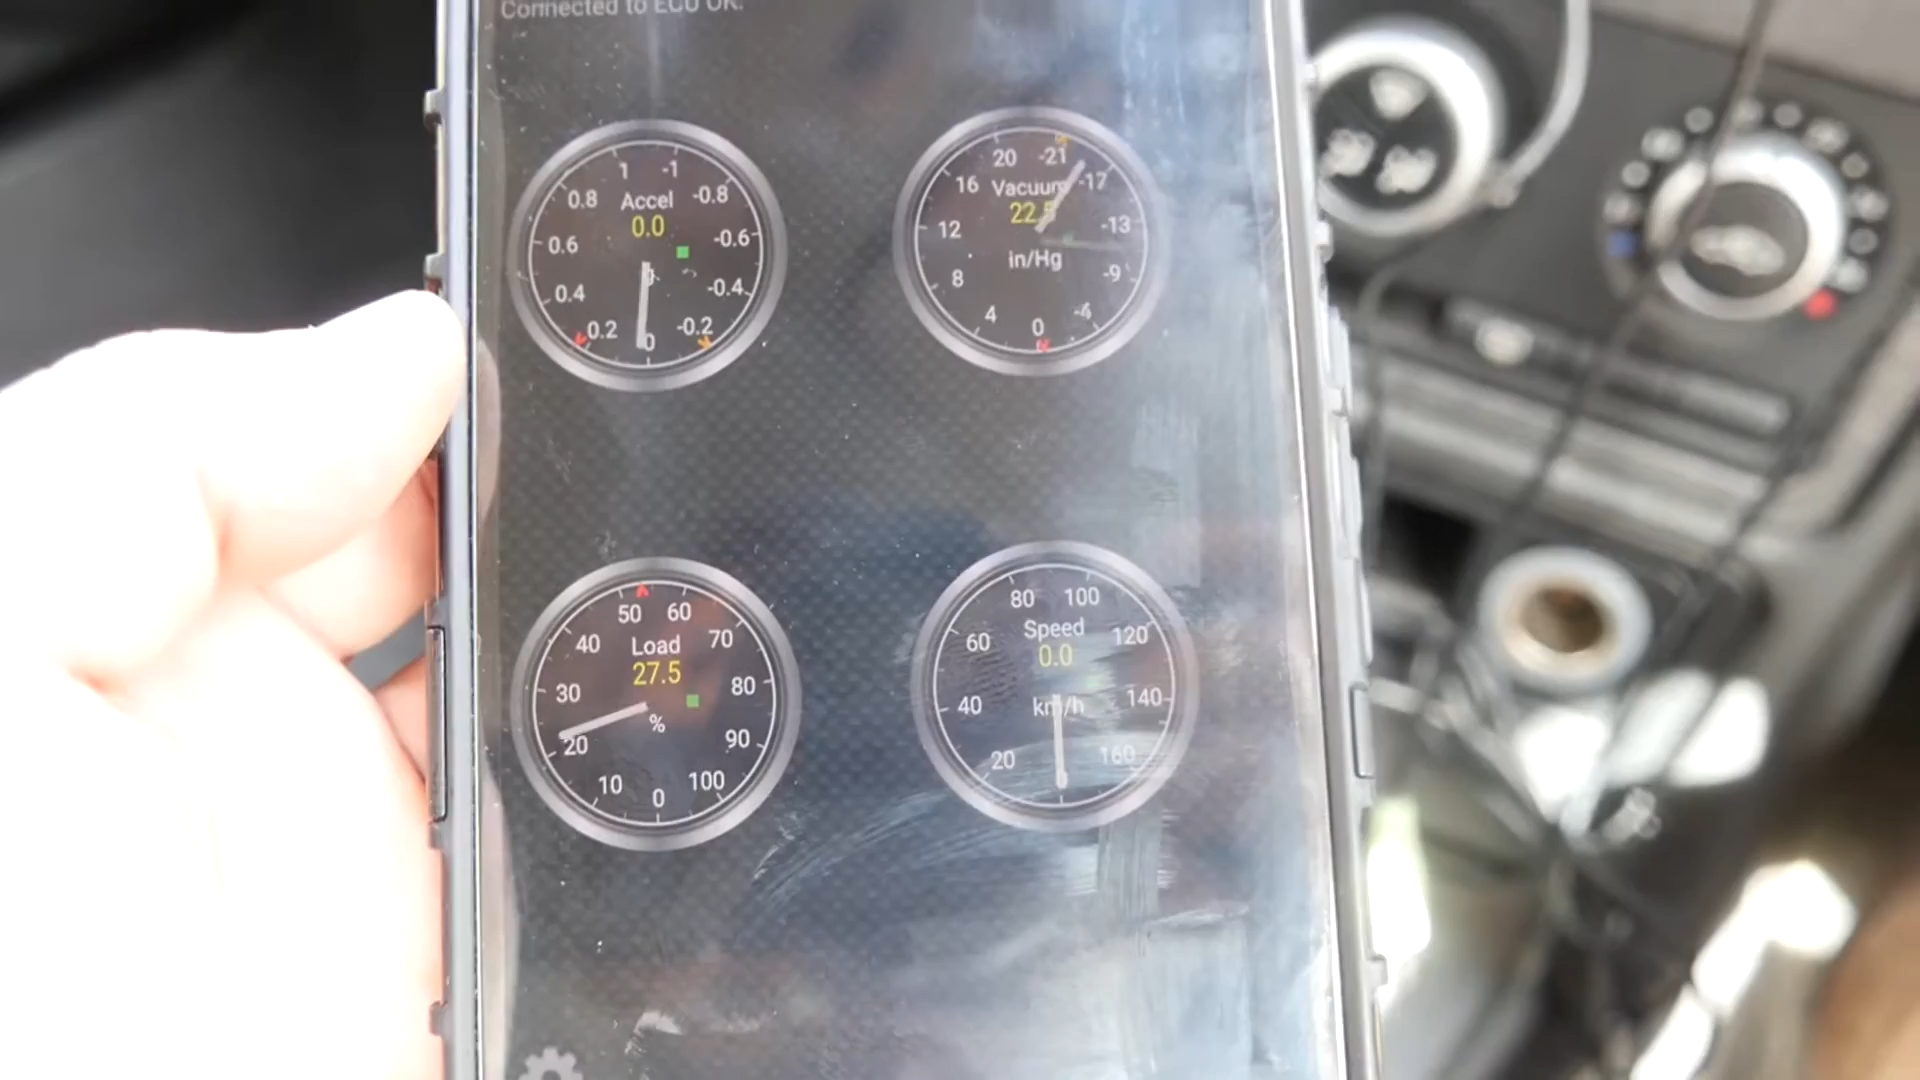 Connected to ECU OK.
1 -1
0.8 Accel -0.8
0.0
0.6 -0.6
0.4 -0.4
0.2 0 -0.2
20 -21
16 Vacuum -17
22.5
12 -13
in/Hg
8 -9
4 0 -4
50 60
40 Load 70
27.5
30 80
%
20 90
10 0 100
80 100
60 Speed 120
0.0
40 km/h 140
20 160